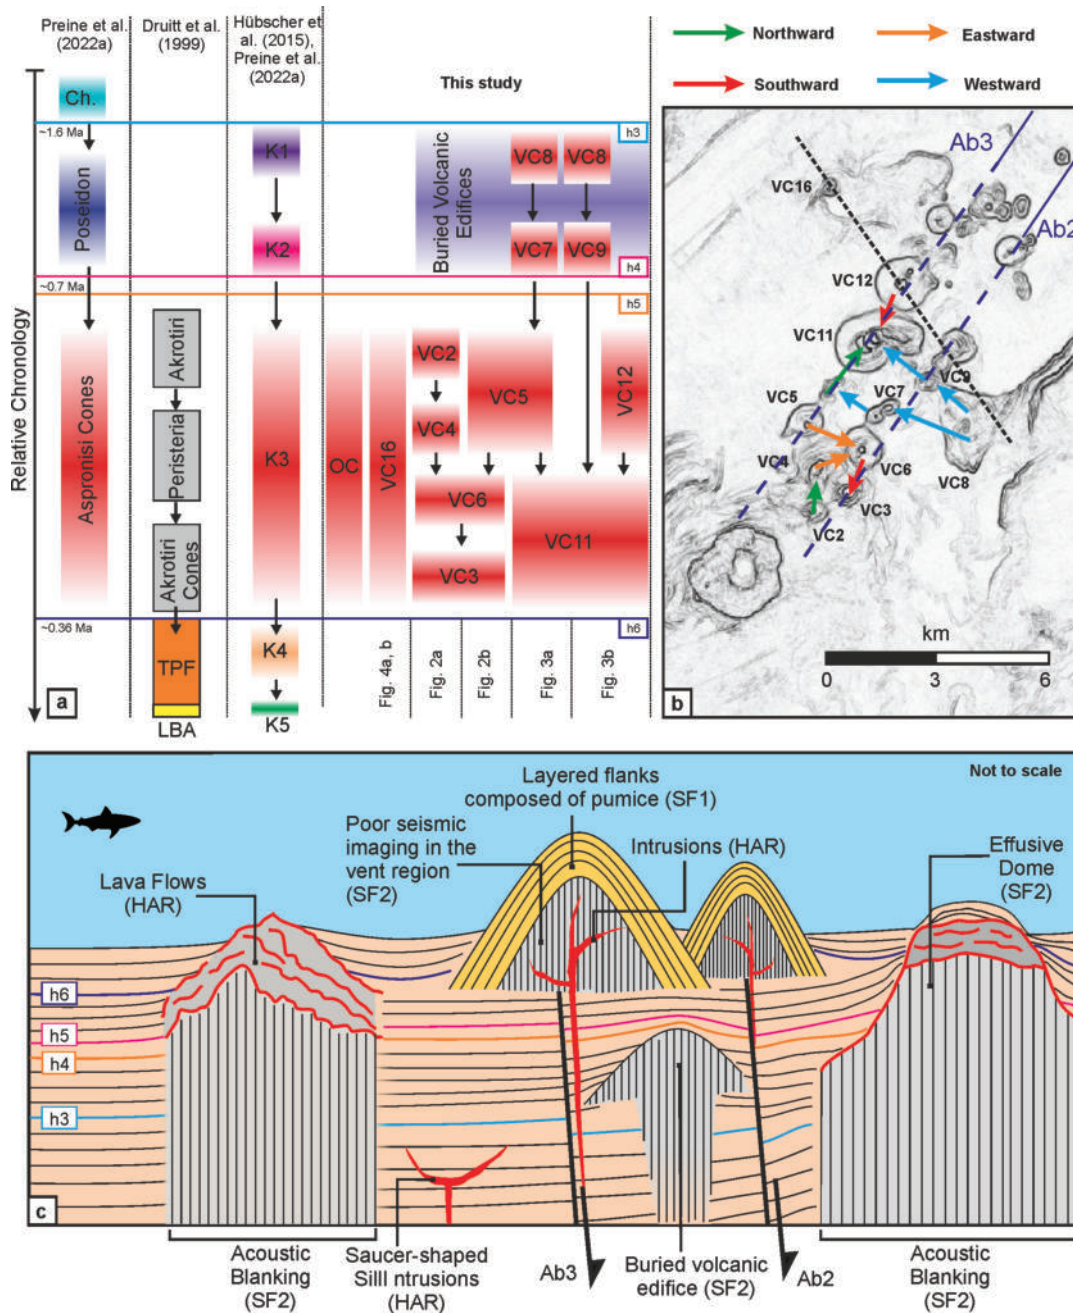 Preine et al.
(2022a)
Druitt et al.
(1999)
Hübscher et
al. (2015),
Preine et al.
2022a)
This study
Relative Chronology
Ch.
~1.6 Ma
Poseidon
~0.7 Ma
Aspronisi Cones
~0.36 Ma
Akrotiri
Peristeria
Akrotiri
Cones
TPF
LBA
K1
K2
K3
K4
K5
h3
h4
h5
h6
Buried Volcanic
Edifices
VC8
VC8
VC7
VC9
OC
VC16
VC2
VC4
VC5
VC12
VC6
VC3
VC11
Fig. 4a, b
Fig. 2a
Fig. 2b
Fig. 3a
Fig. 3b
a
Northward
Eastward
Southward
Westward
Ab3
Ab2
VC16
VC12
VC11
VC9
VC7
VC5
VC4
VC6
VC8
VC3
VC2
km
0
3
6
b
Not to scale
Layered flanks
composed of pumice (SF1)
Poor seismic
imaging in the
vent region
(SF2)
Intrusions (HAR)
Effusive
Dome
(SF2)
Lava Flows
(HAR)
h6
h5
h4
h3
c
Acoustic
Blanking
(SF2)
Saucer-shaped
Silll ntrusions
(HAR)
Ab3
Buried volcanic
edifice (SF2)
Ab2
Acoustic
Blanking
(SF2)